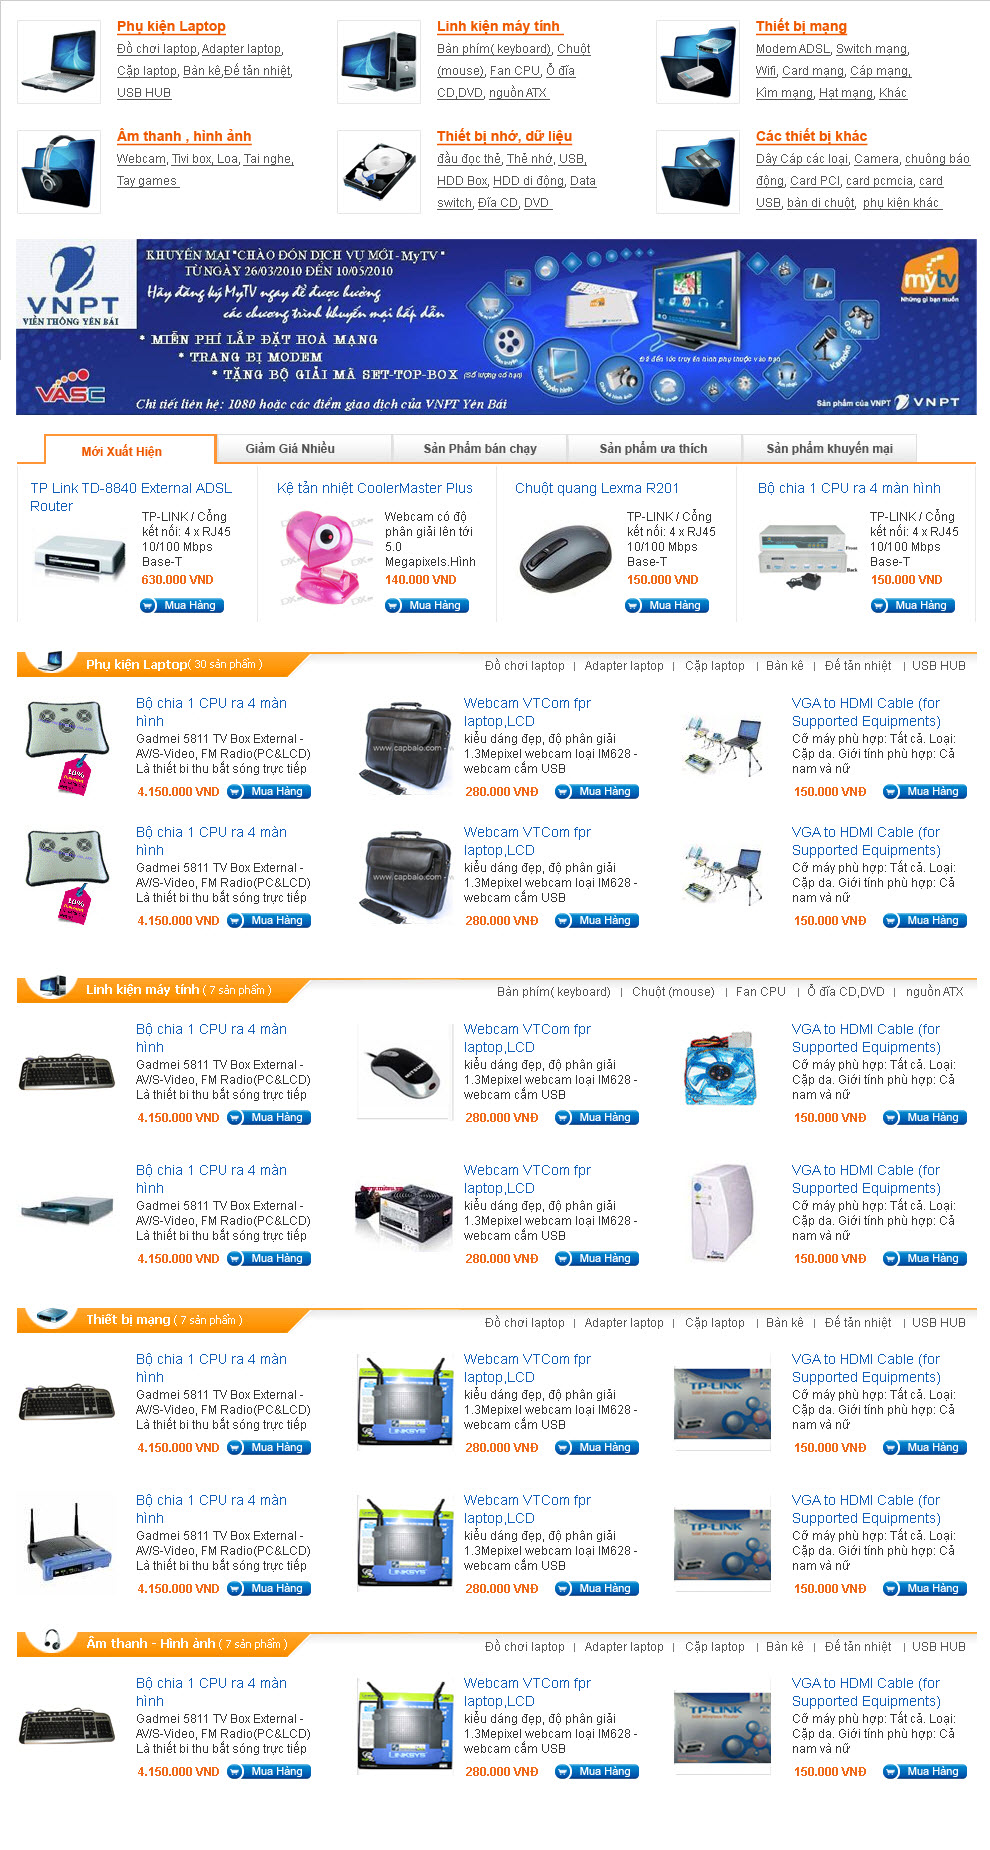 Phụ kiện Laptop
Đồ chơi laptop, Adapter laptop,
Cặp laptop, Bàn kê,Đế tản nhiệt,
USB HUB
Linh kiện máy tính
Bàn phím( keyboard), Chuột
(mouse), Fan CPU, Ổ đĩa
CD,DVD, nguồn ATX
Thiết bị mạng
Modem ADSL, Switch mạng,
Wifi, Card mạng, Cáp mạng,
Kìm mạng, Hạt mạng, Khác
Âm thanh , hình ảnh
Webcam, Tivi box, Loa, Tai nghe,
Tay games
Thiết bị nhớ, dữ liệu
đầu đọc thẻ, Thẻ nhớ, USB,
HDD Box, HDD di động, Data
switch, Đĩa CD, DVD
Các thiết bị khác
Dây Cáp các loại, Camera, chuông báo
động, Card PCI, card pcmcia, card
USB, bàn di chuột, phụ kiện khác
VNPT
VIỄN THÔNG YÊN BÁI
VASC
KHUYẾN MẠI "CHÀO ĐÓN DỊCH VỤ MỚI - MyTV "
TỪ NGÀY 26/03/2010 ĐẾN 10/05/2010
Hãy đăng ký MyTV ngay để được hưởng
các chương trình khuyến mại hấp dẫn
* MIỄN PHÍ LẮP ĐẶT HOÀ MẠNG
* TRANG BỊ MODEM
* TẶNG BỘ GIẢI MÃ SET-TOP-BOX (Số lượng có hạn)
Chi tiết liên hệ: 1080 hoặc các điểm giao dịch của VNPT Yên Bái
mytv
Những gì bạn muốn
Radio
Game
Karaoke
Sản phẩm của VNPT VNPT
Mới Xuất Hiện
Giảm Giá Nhiều
Sản Phẩm bán chạy
Sản phẩm ưa thích
Sản phẩm khuyến mại
TP Link TD-8840 External ADSL
Router
TP-LINK / Cổng
kết nối: 4 x RJ45
10/100 Mbps
Base-T
630.000 VND
Mua Hàng
Kệ tản nhiệt CoolerMaster Plus
Webcam có độ
phân giải lên tới
5.0
Megapixels.Hình
140.000 VND
Mua Hàng
Chuột quang Lexma R201
TP-LINK / Cổng
kết nối: 4 x RJ45
10/100 Mbps
Base-T
150.000 VND
Mua Hàng
Bộ chia 1 CPU ra 4 màn hình
Front
Back
TP-LINK / Cổng
kết nối: 4 x RJ45
10/100 Mbps
Base-T
150.000 VND
Mua Hàng
Phụ kiện Laptop( 30 sản phẩm )
Đồ chơi laptop | Adapter laptop | Cặp laptop | Bàn kê | Đế tản nhiệt | USB HUB
Bộ chia 1 CPU ra 4 màn
hình
Gadmei 5811 TV Box External -
AV/S-Video, FM Radio(PC&LCD)
Là thiết bi thu bắt sóng trực tiếp
10%
4.150.000 VND
Mua Hàng
www.capbalo.com
Webcam VTCom fpr
laptop,LCD
kiểu dáng đẹp, độ phân giải
1.3Mepixel webcam loại IM628 -
webcam cắm USB
280.000 VNĐ
Mua Hàng
VGA to HDMI Cable (for
Supported Equipments)
Cỡ máy phù hợp: Tất cả. Loại:
Cặp da. Giới tính phù hợp: Cả
nam và nữ
150.000 VNĐ
Mua Hàng
Bộ chia 1 CPU ra 4 màn
hình
Gadmei 5811 TV Box External -
AV/S-Video, FM Radio(PC&LCD)
Là thiết bi thu bắt sóng trực tiếp
10%
4.150.000 VND
Mua Hàng
www.capbalo.com
Webcam VTCom fpr
laptop,LCD
kiểu dáng đẹp, độ phân giải
1.3Mepixel webcam loại IM628 -
webcam cắm USB
280.000 VNĐ
Mua Hàng
VGA to HDMI Cable (for
Supported Equipments)
Cỡ máy phù hợp: Tất cả. Loại:
Cặp da. Giới tính phù hợp: Cả
nam và nữ
150.000 VNĐ
Mua Hàng
Linh kiện máy tính ( 7 sản phẩm )
Bàn phím( keyboard) | Chuột (mouse) | Fan CPU | Ổ đĩa CD,DVD | nguồn ATX
Bộ chia 1 CPU ra 4 màn
hình
Gadmei 5811 TV Box External -
AV/S-Video, FM Radio(PC&LCD)
Là thiết bi thu bắt sóng trực tiếp
4.150.000 VND
Mua Hàng
MITSUMI
Webcam VTCom fpr
laptop,LCD
kiểu dáng đẹp, độ phân giải
1.3Mepixel webcam loại IM628 -
webcam cắm USB
280.000 VNĐ
Mua Hàng
VGA to HDMI Cable (for
Supported Equipments)
Cỡ máy phù hợp: Tất cả. Loại:
Cặp da. Giới tính phù hợp: Cả
nam và nữ
150.000 VNĐ
Mua Hàng
Bộ chia 1 CPU ra 4 màn
hình
Gadmei 5811 TV Box External -
AV/S-Video, FM Radio(PC&LCD)
Là thiết bi thu bắt sóng trực tiếp
4.150.000 VND
Mua Hàng
Webcam VTCom fpr
laptop,LCD
kiểu dáng đẹp, độ phân giải
1.3Mepixel webcam loại IM628 -
webcam cắm USB
280.000 VNĐ
Mua Hàng
VGA to HDMI Cable (for
Supported Equipments)
Cỡ máy phù hợp: Tất cả. Loại:
Cặp da. Giới tính phù hợp: Cả
nam và nữ
150.000 VNĐ
Mua Hàng
Thiết bị mạng ( 7 sản phẩm )
Đồ chơi laptop | Adapter laptop | Cặp laptop | Bàn kê | Đế tản nhiệt | USB HUB
Bộ chia 1 CPU ra 4 màn
hình
Gadmei 5811 TV Box External -
AV/S-Video, FM Radio(PC&LCD)
Là thiết bi thu bắt sóng trực tiếp
4.150.000 VND
Mua Hàng
LINKSYS
Webcam VTCom fpr
laptop,LCD
kiểu dáng đẹp, độ phân giải
1.3Mepixel webcam loại IM628 -
webcam cắm USB
280.000 VNĐ
Mua Hàng
TP-LINK
VGA to HDMI Cable (for
Supported Equipments)
Cỡ máy phù hợp: Tất cả. Loại:
Cặp da. Giới tính phù hợp: Cả
nam và nữ
150.000 VNĐ
Mua Hàng
Bộ chia 1 CPU ra 4 màn
hình
Gadmei 5811 TV Box External -
AV/S-Video, FM Radio(PC&LCD)
Là thiết bi thu bắt sóng trực tiếp
4.150.000 VND
Mua Hàng
LINKSYS
Webcam VTCom fpr
laptop,LCD
kiểu dáng đẹp, độ phân giải
1.3Mepixel webcam loại IM628 -
webcam cắm USB
280.000 VNĐ
Mua Hàng
TP-LINK
VGA to HDMI Cable (for
Supported Equipments)
Cỡ máy phù hợp: Tất cả. Loại:
Cặp da. Giới tính phù hợp: Cả
nam và nữ
150.000 VNĐ
Mua Hàng
Âm thanh - Hình ảnh ( 7 sản phẩm )
Đồ chơi laptop | Adapter laptop | Cặp laptop | Bàn kê | Đế tản nhiệt | USB HUB
Bộ chia 1 CPU ra 4 màn
hình
Gadmei 5811 TV Box External -
AV/S-Video, FM Radio(PC&LCD)
Là thiết bi thu bắt sóng trực tiếp
4.150.000 VND
Mua Hàng
LINKSYS
Webcam VTCom fpr
laptop,LCD
kiểu dáng đẹp, độ phân giải
1.3Mepixel webcam loại IM628 -
webcam cắm USB
280.000 VNĐ
Mua Hàng
TP-LINK
VGA to HDMI Cable (for
Supported Equipments)
Cỡ máy phù hợp: Tất cả. Loại:
Cặp da. Giới tính phù hợp: Cả
nam và nữ
150.000 VNĐ
Mua Hàng